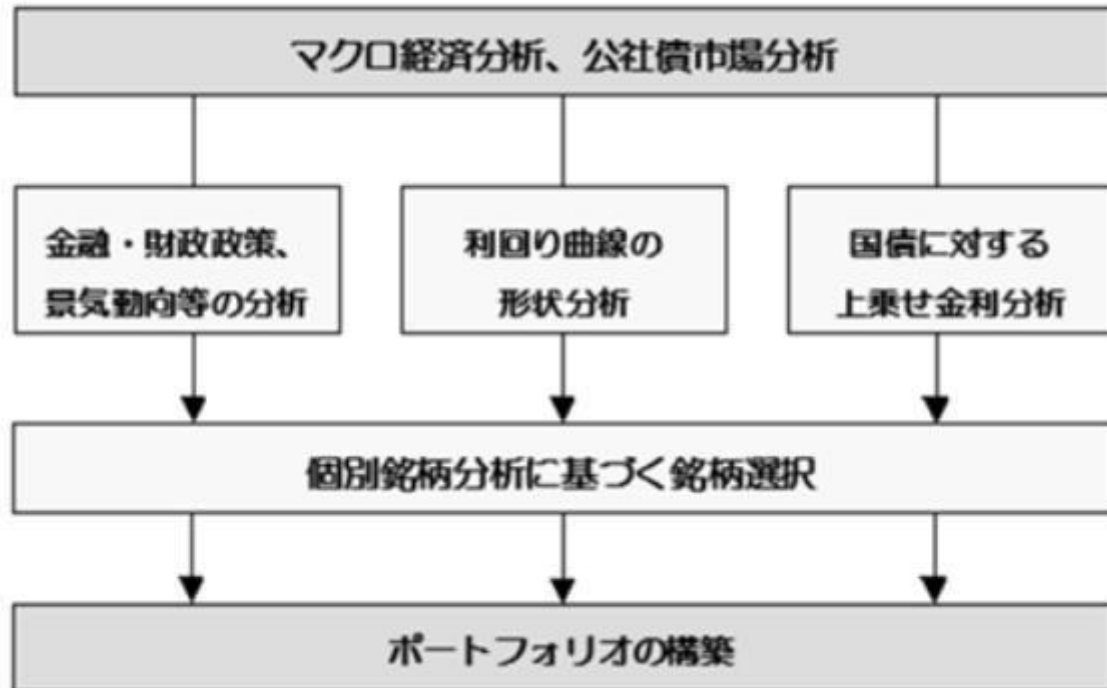 マクロ経済分析、公社債市場分析
金融・財政政策、
景気動向等の分析
利回り曲線の
形状分析
国債に対する
上乗せ金利分析
個別銘柄分析に基づく銘柄選択
ポートフォリオの構築